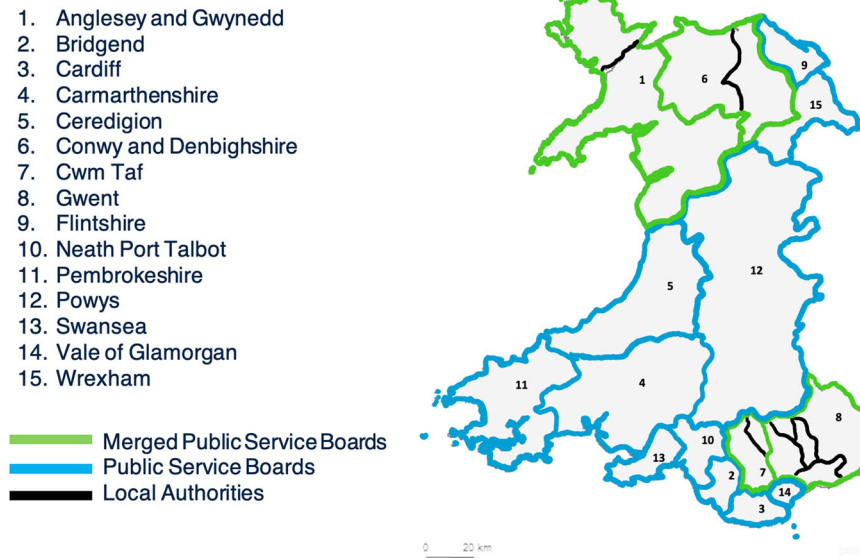 1. Anglesey and Gwynedd
2. Bridgend
3. Cardiff
4. Carmarthenshire
5. Ceredigion
6. Conwy and Denbighshire
7. Cwm Taf
8. Gwent
9. Flintshire
10. Neath Port Talbot
11. Pembrokeshire
12. Powys
13. Swansea
14. Vale of Glamorgan
15. Wrexham
Merged Public Service Boards
Public Service Boards
Local Authorities
9
1
6
15
12
5
11
4
8
10
13
2
7
14
3
0 20 km